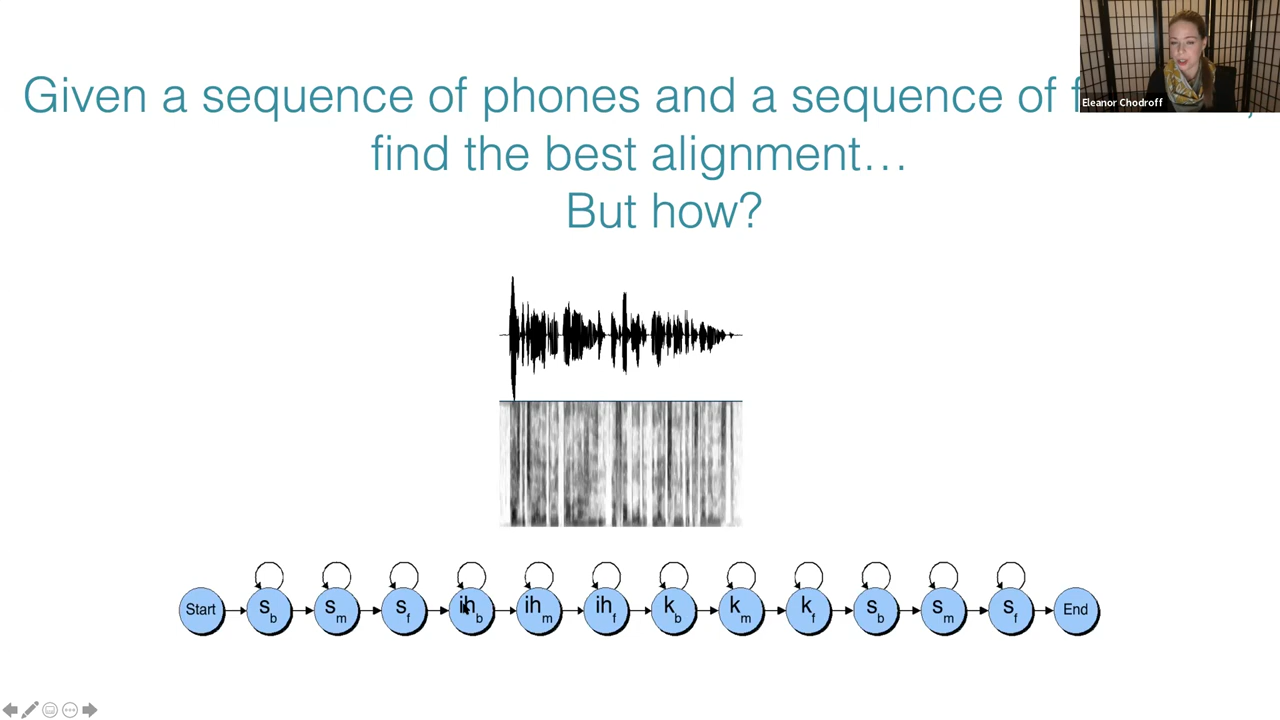 Given a sequence of phones and a sequence of
find the best alignment…
But how?
Eleanor Chodroff
Start s b s m s f ih b ih m ih f k b k m k f s b s m s f End